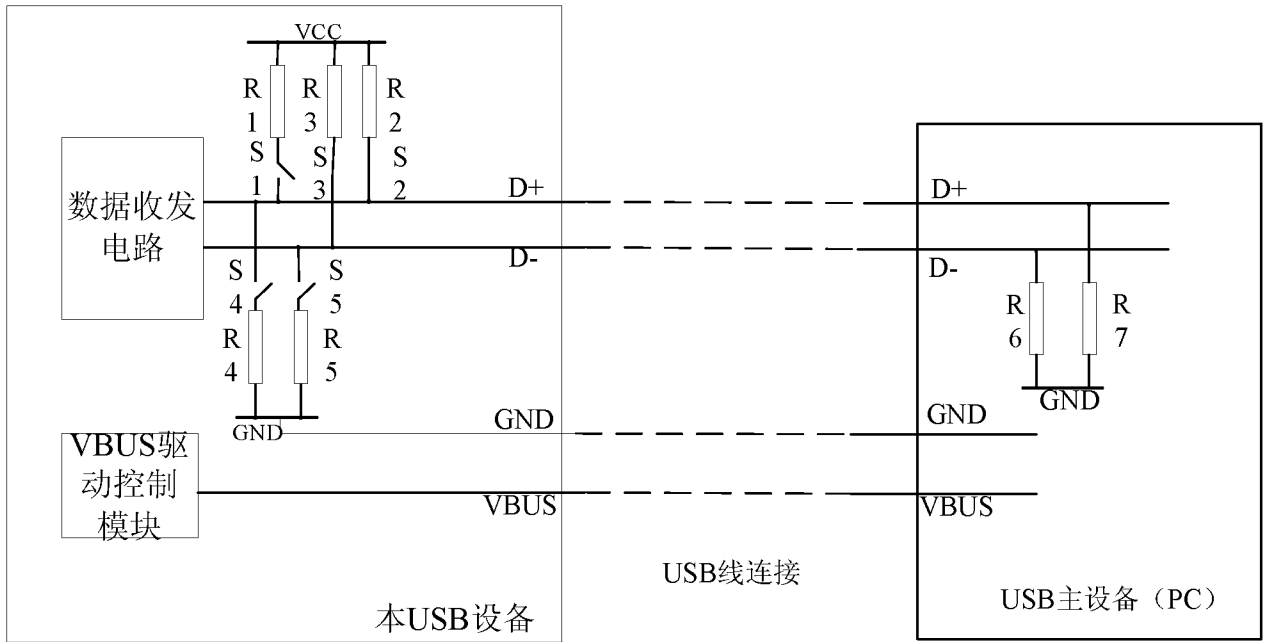 VCC
R
1
R
3
R
2
S
1
S
3
S
2
数据收发
电路
D+
D-
S
4
S
5
R
4
R
5
GND
GND
VBUS驱
动控制
模块
VBUS
本USB设备
USB线连接
D+
D-
R
6
R
7
GND
GND
VBUS
USB主设备（PC）